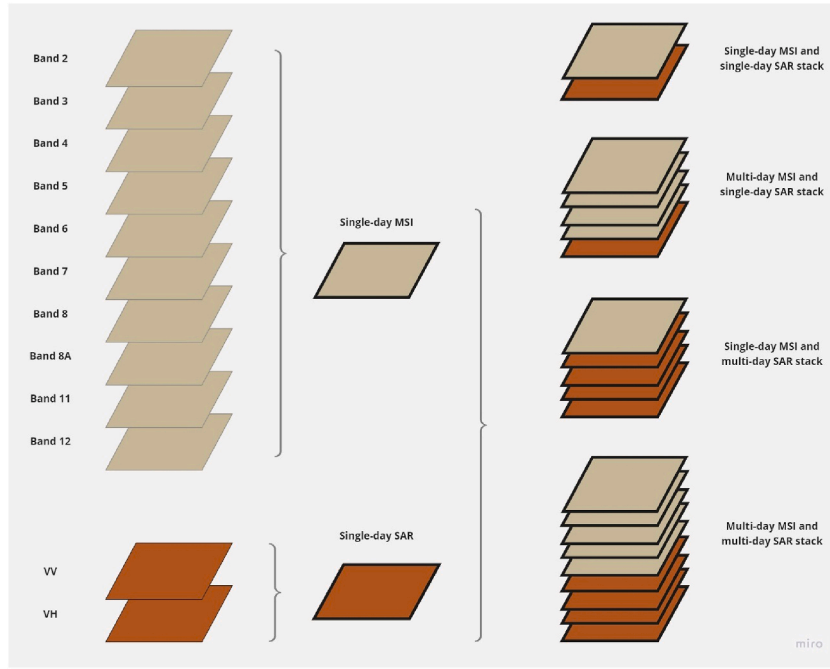 Band 2
Band 3
Band 4
Band 5
Band 6
Band 7
Band 8
Band 8A
Band 11
Band 12
VV
VH
Single-day MSI
Single-day SAR
Single-day MSI and
single-day SAR stack
Multi-day MSI and
single-day SAR stack
Single-day MSI and
multi-day SAR stack
Multi-day MSI and
multi-day SAR stack
miro